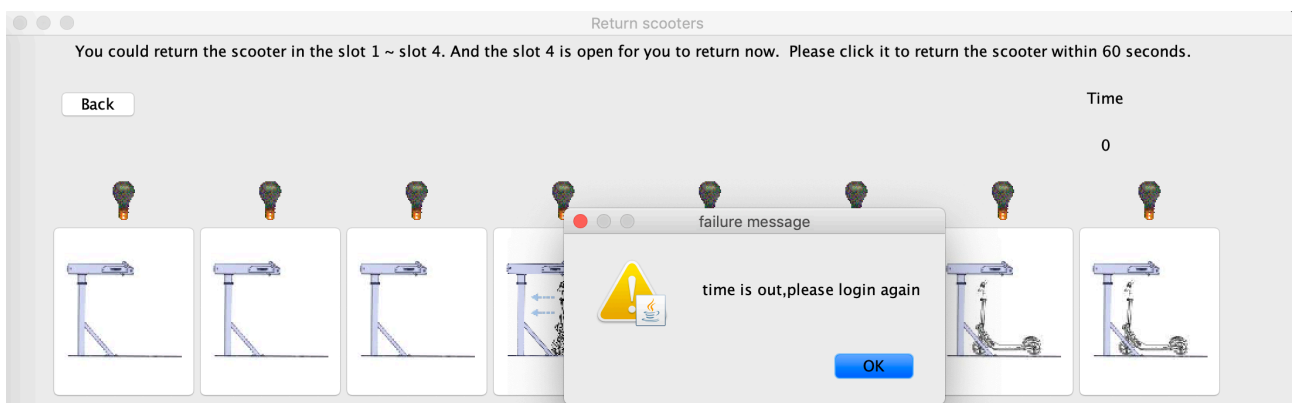 Return scooters
You could return the scooter in the slot 1 ~ slot 4. And the slot 4 is open for you to return now.  Please click it to return the scooter within 60 seconds.
Back
Time
0
failure message
time is out,please login again
OK